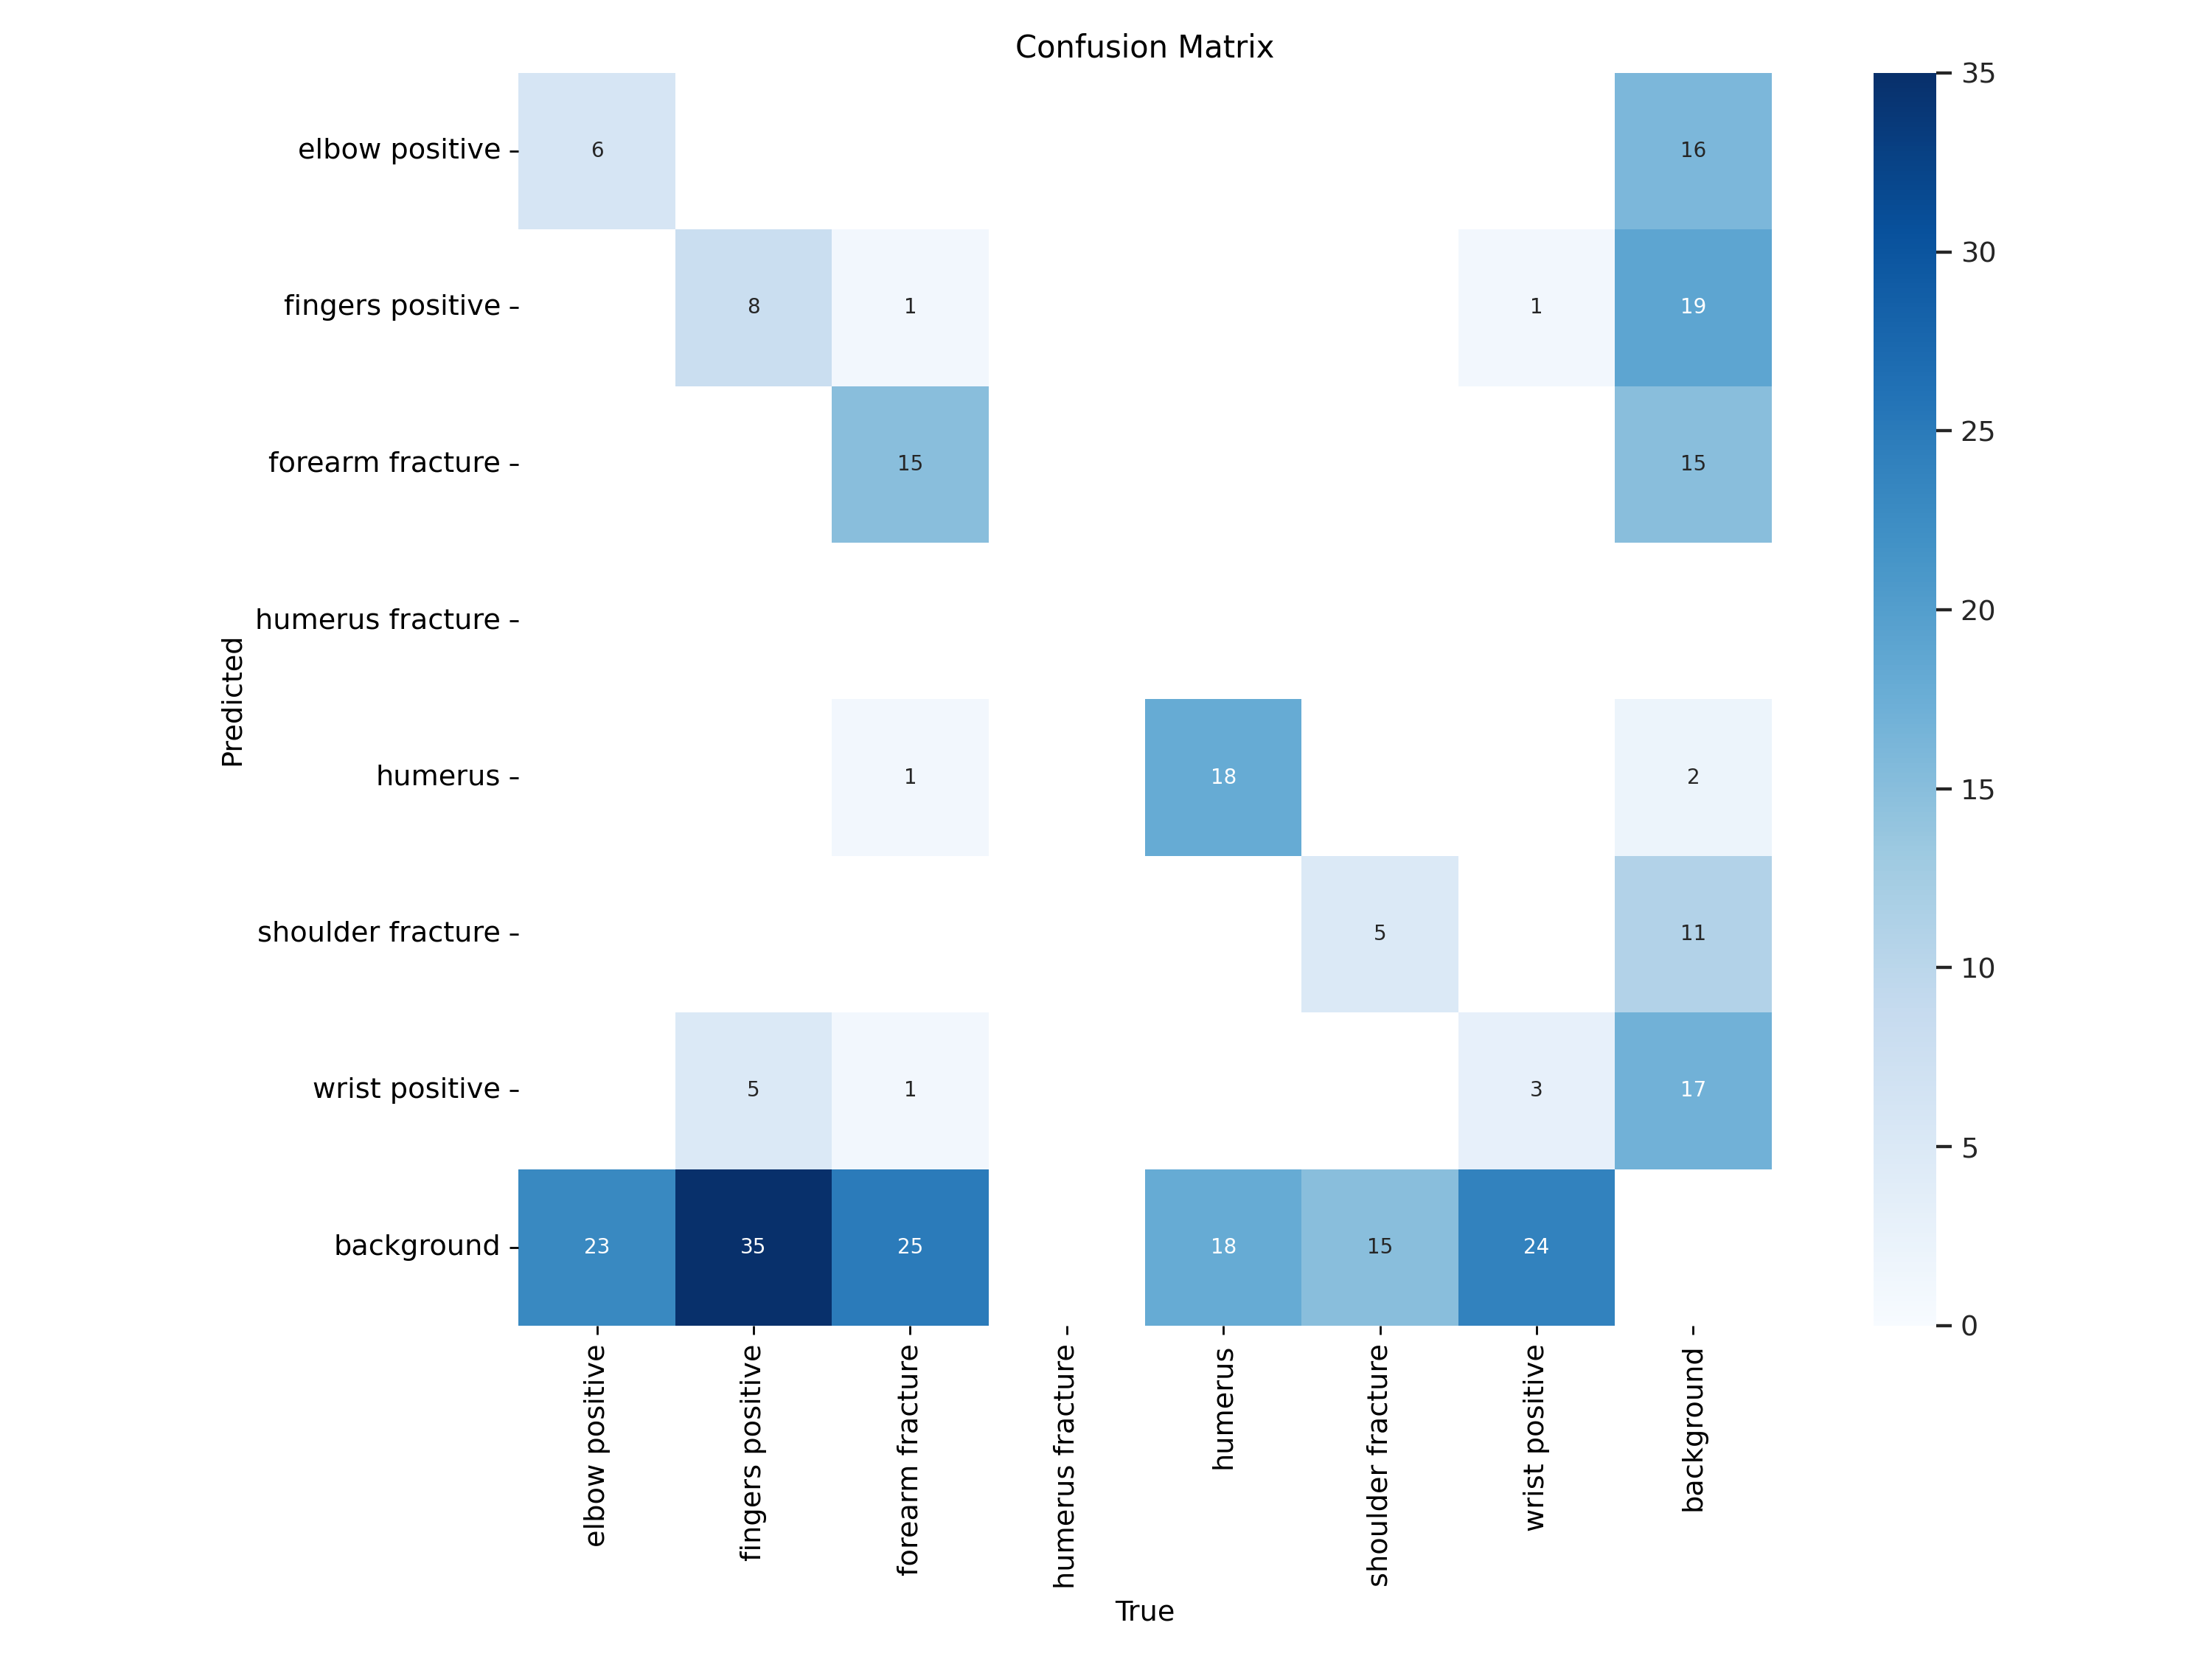 Confusion Matrix
elbow positive
6
16
fingers positive
8
1
1
19
forearm fracture
15
15
humerus fracture
humerus
1
18
2
shoulder fracture
5
11
wrist positive
5
1
3
17
background
23
35
25
18
15
24
Predicted
elbow positive
fingers positive
forearm fracture
humerus fracture
humerus
shoulder fracture
wrist positive
background
True
35
30
25
20
15
10
5
0